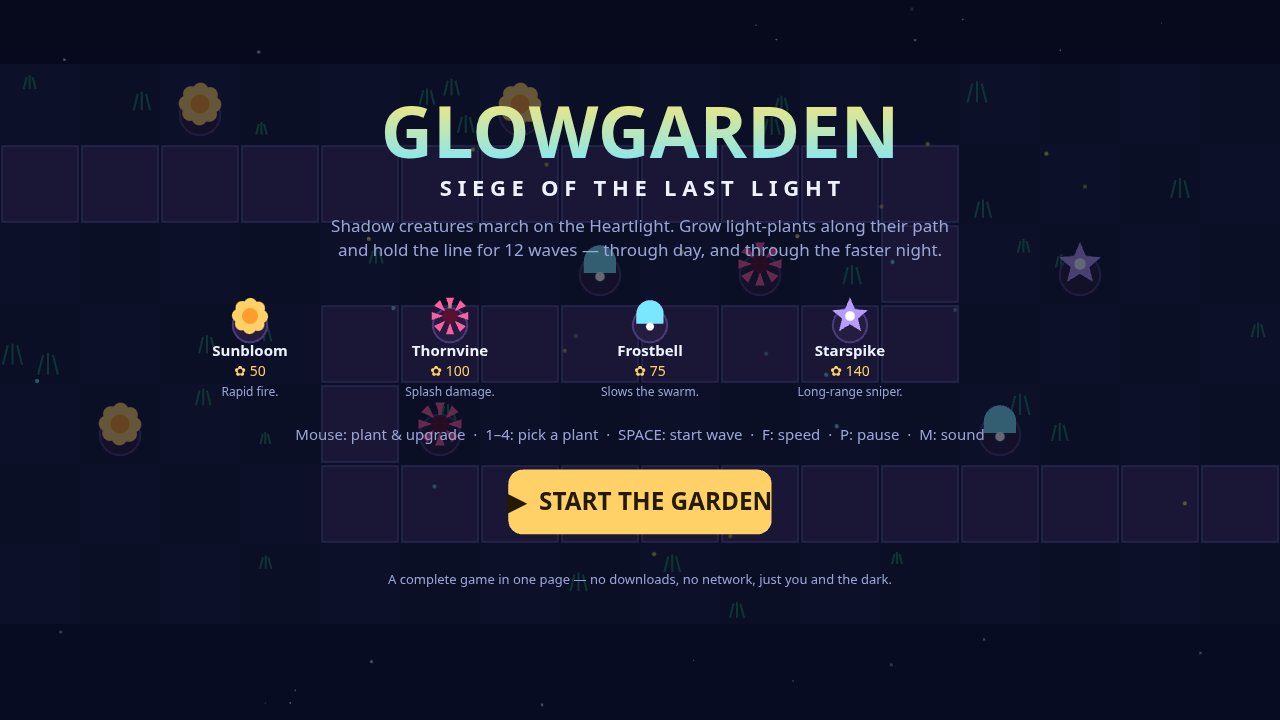 GLOWGARDEN
SIEGE OF THE LAST LIGHT
Shadow creatures march on the Heartlight. Grow light-plants along their path
and hold the line for 12 waves — through day, and through the faster night.
Sunbloom Thornvine Frostbell Starspike
✿ 50 ✿ 100 ✿ 75 ✿ 140
Rapid fire. Splash damage. Slows the swarm. Long-range sniper.
Mouse: plant & upgrade · 1–4: pick a plant · SPACE: start wave · F: speed · P: pause · M: sound
▶ START THE GARDEN
A complete game in one page — no downloads, no network, just you and the dark.